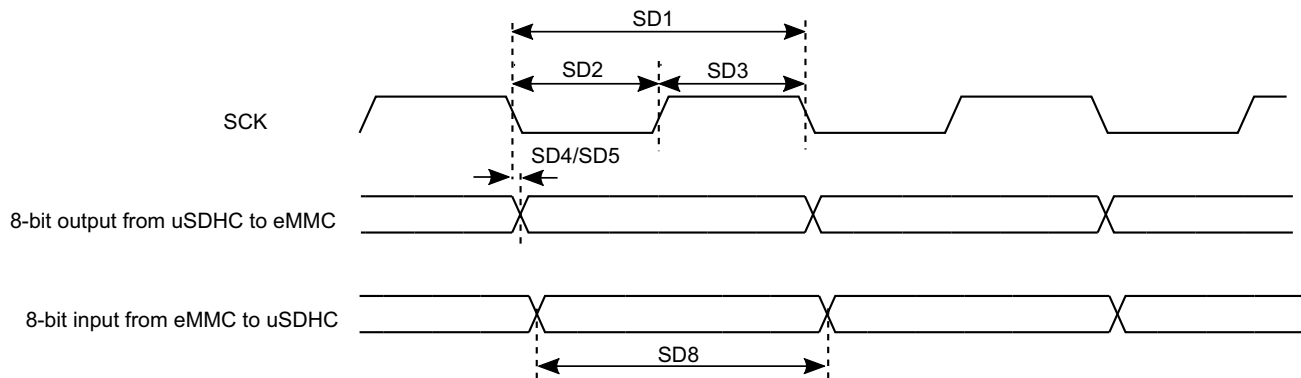 SD1
SD2
SD3
SCK
SD4/SD5
8-bit output from uSDHC to eMMC
8-bit input from eMMC to uSDHC
SD8